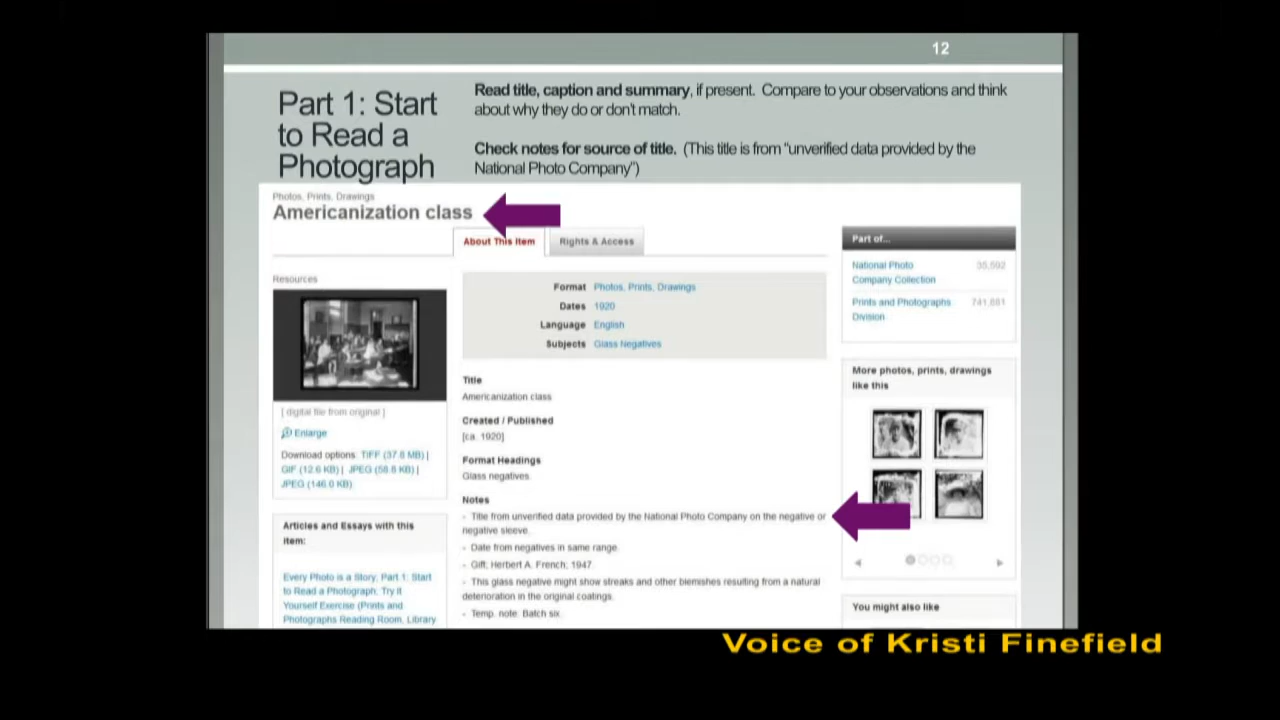 12
Part 1: Start
to Read a
Photograph
Read title, caption and summary, if present. Compare to your observations and think
about why they do or don't match.
Check notes for source of title. (This title is from "unverified data provided by the
National Photo Company")
Photos, Prints, Drawings
Americanization class
About This Item
Rights & Access
Resources
[ digital file from original ]
Enlarge
Download options: TIFF (37.8 MB) |
GIF (12.6 KB) | JPEG (58.8 KB) |
JPEG (146.0 KB)
Articles and Essays with this
item:
Every Photo is a Story, Part 1: Start
to Read a Photograph, Try It
Yourself Exercise (Prints and
Photographs Reading Room, Library
Format Photos, Prints, Drawings
Dates 1920
Language English
Subjects Glass Negatives
Title
Americanization class
Created / Published
[ca. 1920]
Format Headings
Glass negatives.
Notes
- Title from unverified data provided by the National Photo Company on the negative or
negative sleeve.
- Date from negatives in same range.
- Gift; Herbert A. French; 1947.
- This glass negative might show streaks and other blemishes resulting from a natural
deterioration in the original coatings.
- Temp. note: Batch six.
Part of...
National Photo 35,592
Company Collection
Prints and Photographs
Division
More photos, prints, drawings
like this
You might also like
Voice of Kristi Finefield